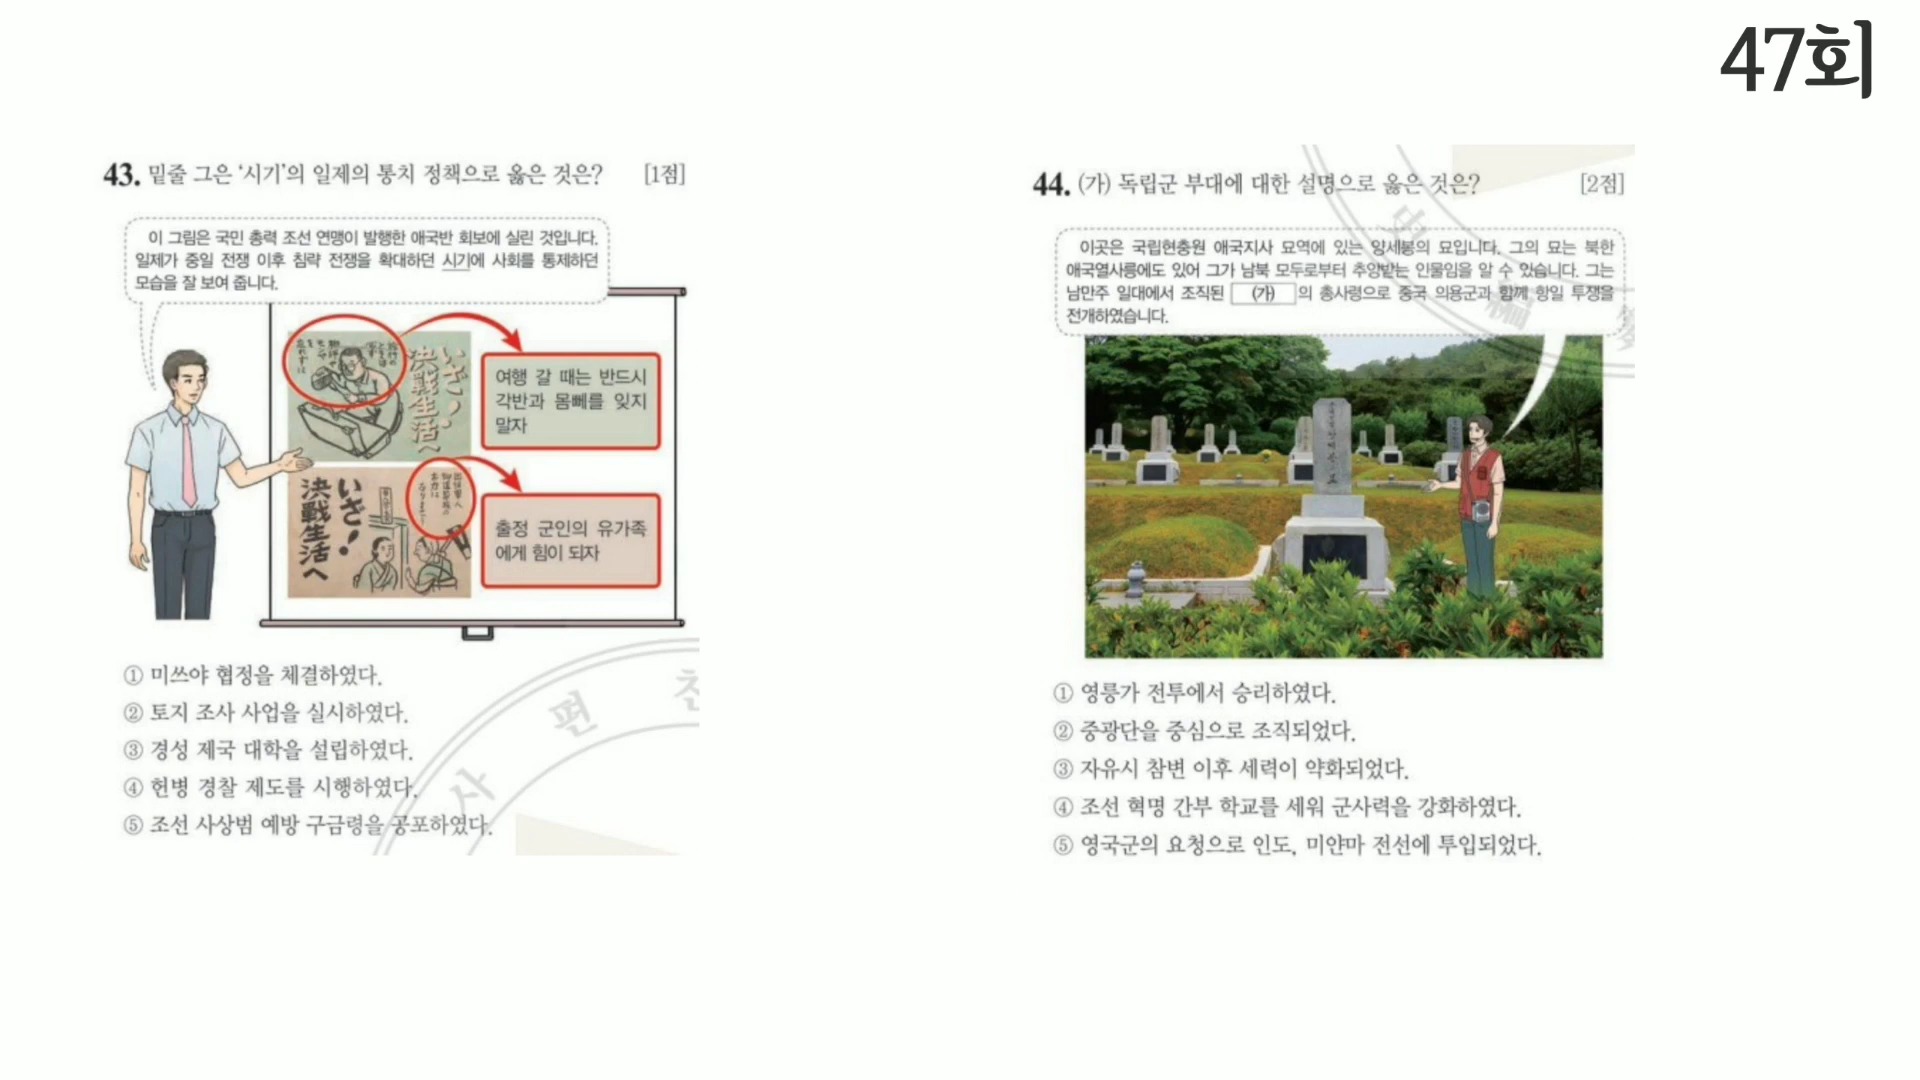 47회
43. 밑줄 그은 '시기'의 일제의 통치 정책으로 옳은 것은? [1점]
이 그림은 국민 총력 조선 연맹이 발행한 애국반 회보에 실린 것입니다.
일제가 중일 전쟁 이후 침략 전쟁을 확대하던 시기에 사회를 통제하던
모습을 잘 보여 줍니다.
いざ!
決戰生活へ
여행 갈 때는 반드시
각반과 몸뻬를 잊지
말자
いざ!
決戰生活へ
출정 군인의 유가족
에게 힘이 되자
① 미쓰야 협정을 체결하였다.
② 토지 조사 사업을 실시하였다.
③ 경성 제국 대학을 설립하였다.
④ 헌병 경찰 제도를 시행하였다.
⑤ 조선 사상범 예방 구금령을 공포하였다.
사 편 찬
44. (가) 독립군 부대에 대한 설명으로 옳은 것은? [2점]
이곳은 국립현충원 애국지사 묘역에 있는 양세봉의 묘입니다. 그의 묘는 북한
애국열사릉에도 있어 그가 남북 모두로부터 추앙받는 인물임을 알 수 있습니다. 그는
남만주 일대에서 조직된 (가) 의 총사령으로 중국 의용군과 함께 항일 투쟁을
전개하였습니다.
史 編
① 영릉가 전투에서 승리하였다.
② 중광단을 중심으로 조직되었다.
③ 자유시 참변 이후 세력이 약화되었다.
④ 조선 혁명 간부 학교를 세워 군사력을 강화하였다.
⑤ 영국군의 요청으로 인도, 미얀마 전선에 투입되었다.